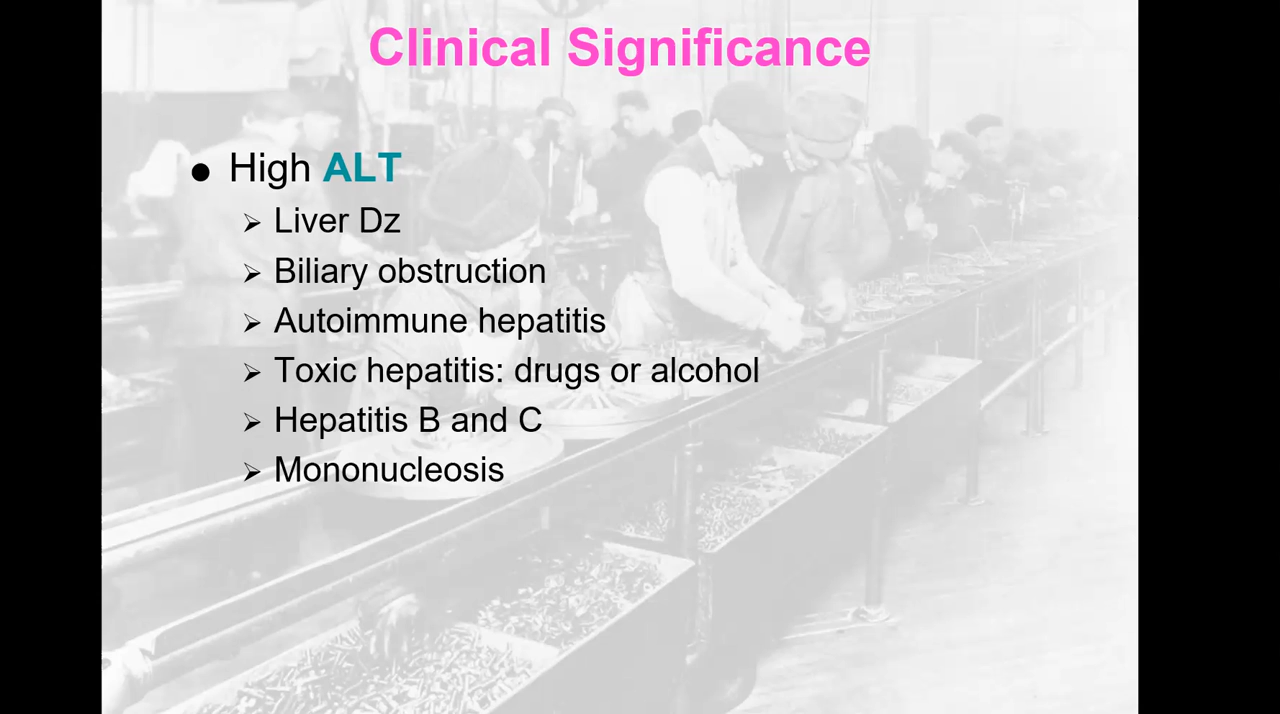 Clinical Significance
● High ALT
➢ Liver Dz
➢ Biliary obstruction
➢ Autoimmune hepatitis
➢ Toxic hepatitis: drugs or alcohol
➢ Hepatitis B and C
➢ Mononucleosis